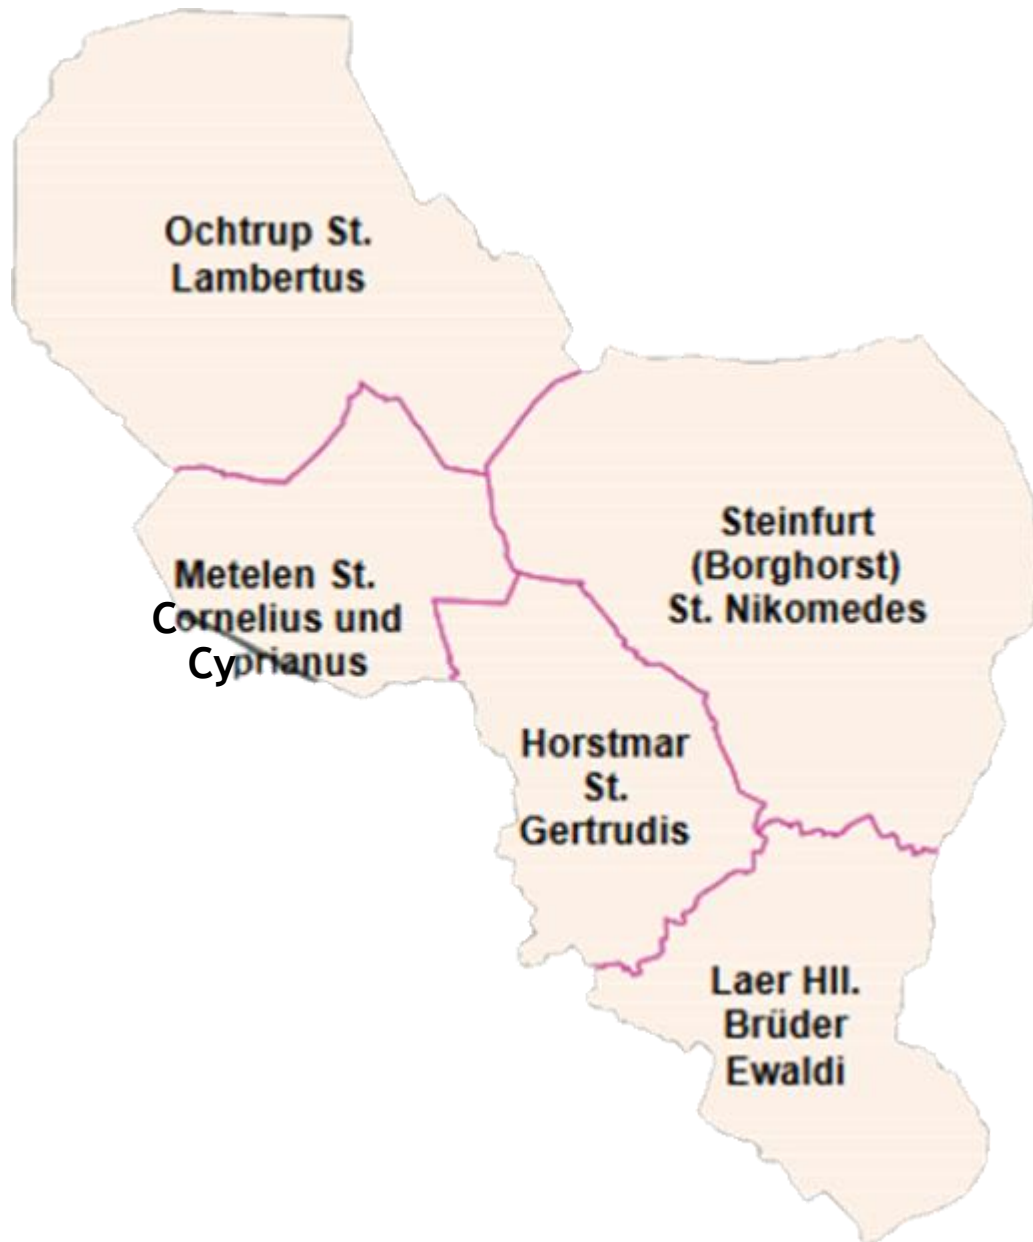 Ochtrup St.
Lambertus
Steinfurt
(Borghorst)
St. Nikomedes
Metelen St.
Cornelius und
Cyprianus
Horstmar
St.
Gertrudis
Laer Hll.
Brüder
Ewaldi